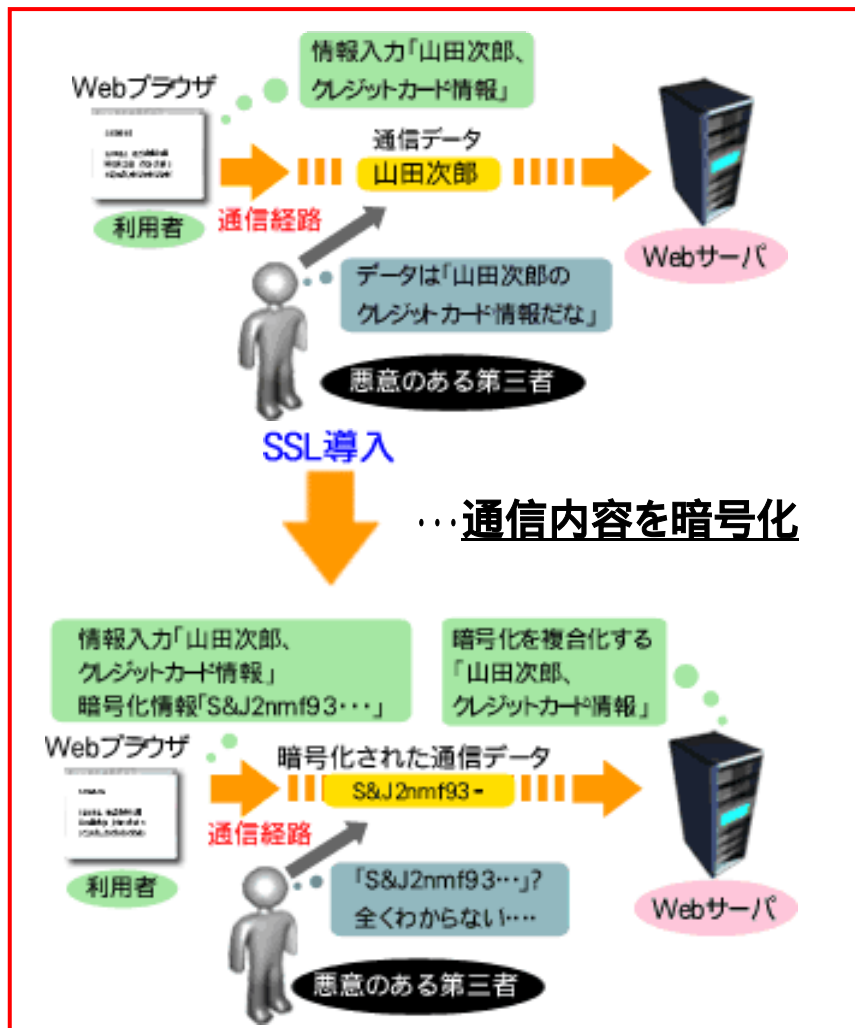 情報入力「山田次郎、
クレジットカード情報」
Webブラウザ
通信データ
山田次郎
利用者
通信経路
Webサーバ
データは「山田次郎の
クレジットカード情報だな」
悪意のある第三者
SSL導入
…通信内容を暗号化
情報入力「山田次郎、
クレジットカード情報」
暗号化情報「S&J2nmf93・・・」
暗号化を複合化する
「山田次郎、
クレジットカード情報」
Webブラウザ
暗号化された通信データ
S&J2nmf93-
通信経路
利用者
「S&J2nmf93・・・」?
全くわからない・・・・
Webサーバ
悪意のある第三者